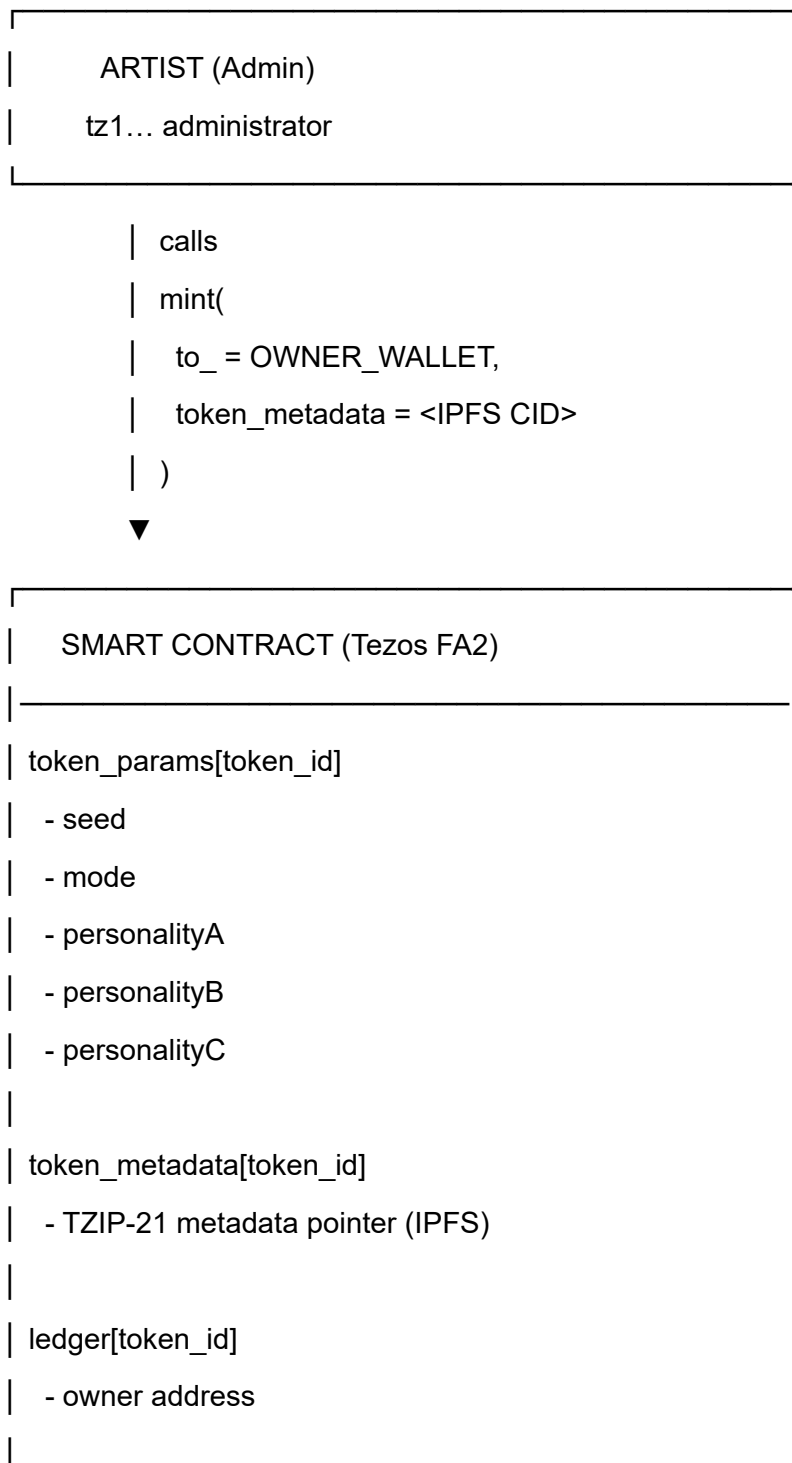 ARTIST (Admin)
tz1… administrator
calls
mint(
to_ = OWNER_WALLET,
token_metadata = <IPFS CID>
)
▼
SMART CONTRACT (Tezos FA2)
token_params[token_id]
- seed
- mode
- personalityA
- personalityB
- personalityC
token_metadata[token_id]
- TZIP-21 metadata pointer (IPFS)
ledger[token_id]
- owner address